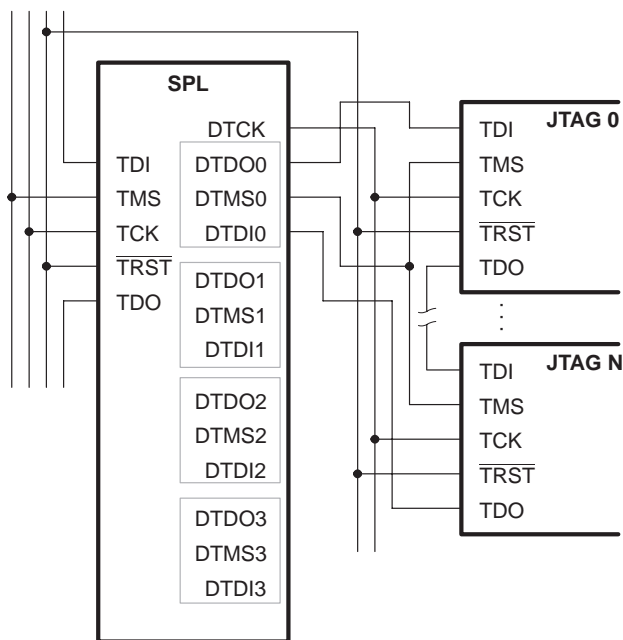 SPL
DTCK
TDI
TMS
TCK
TRST
TDO
DTDO0
DTMS0
DTDI0
DTDO1
DTMS1
DTDI1
DTDO2
DTMS2
DTDI2
DTDO3
DTMS3
DTDI3
JTAG 0
TDI
TMS
TCK
TRST
TDO
JTAG N
TDI
TMS
TCK
TRST
TDO